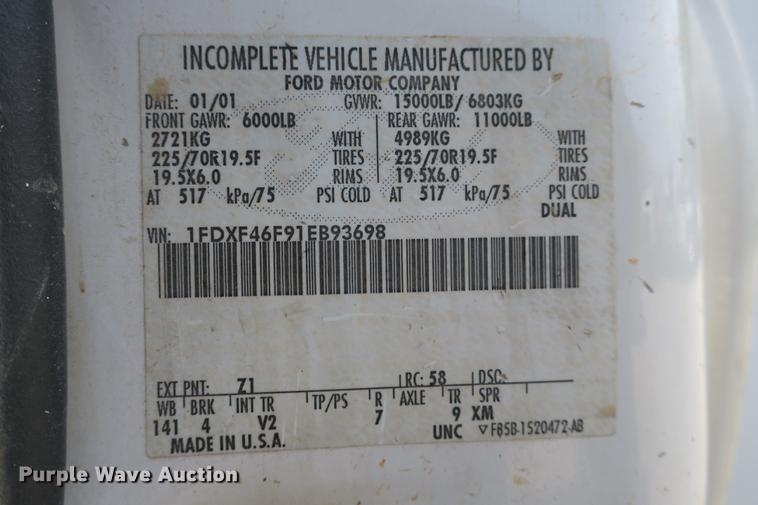 INCOMPLETE VEHICLE MANUFACTURED BY
FORD MOTOR COMPANY
DATE: 01/01 GVWR: 15000LB/ 6803KG
FRONT GAWR: 6000LB REAR GAWR: 11000LB
2721KG WITH 4989KG WITH
225/70R19.5F TIRES 225/70R19.5F TIRES
19.5X6.0 RIMS 19.5X6.0 RIMS
AT 517 kPa/75 PSI COLD AT 517 kPa/75 PSI COLD
DUAL
VIN: 1FDXF46F91EB93698
EXT PNT: Z1 RC: 58 DSO:
WB BRK INT TR TP/PS R AXLE TR SPR
141 4 V2 7 9 XM
MADE IN U.S.A. UNC ▽ F85B-1520472-AB
Purple Wave Auction